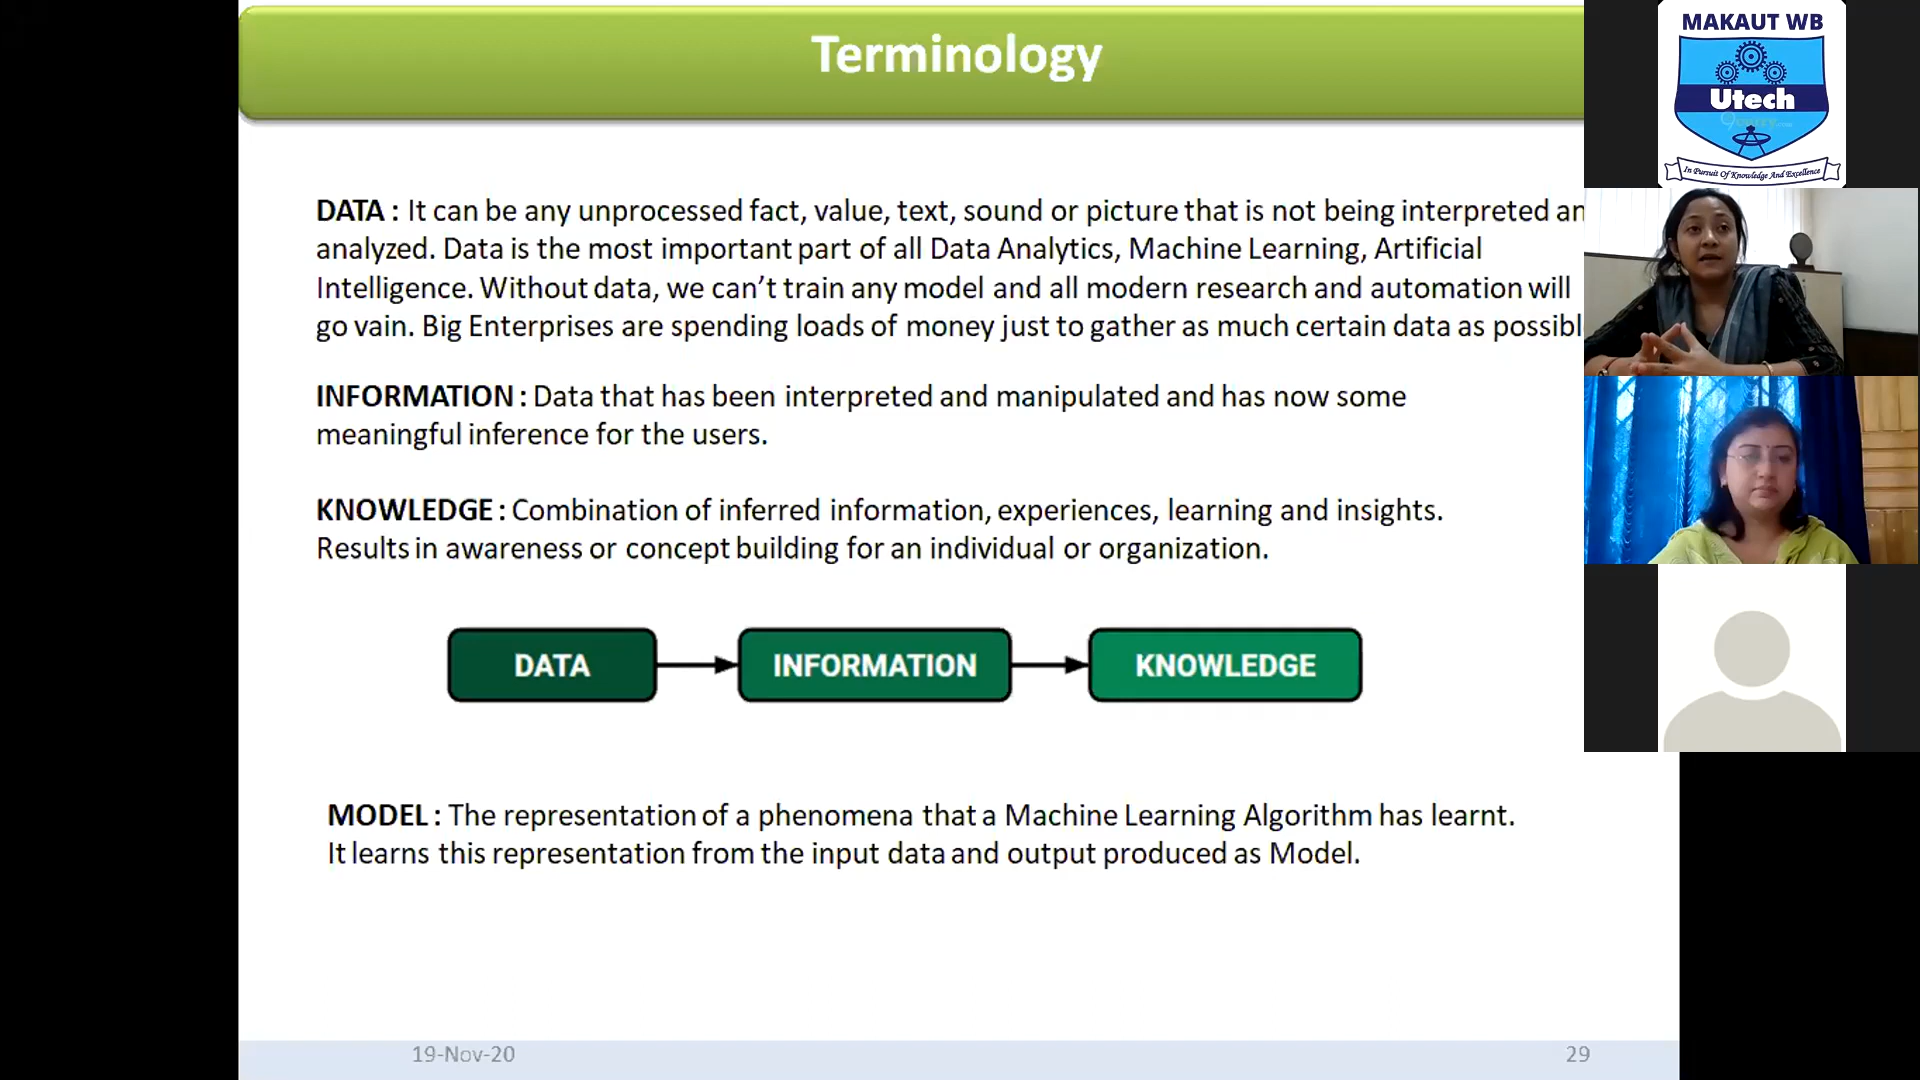 Terminology
DATA : It can be any unprocessed fact, value, text, sound or picture that is not being interpreted an
analyzed. Data is the most important part of all Data Analytics, Machine Learning, Artificial
Intelligence. Without data, we can’t train any model and all modern research and automation will
go vain. Big Enterprises are spending loads of money just to gather as much certain data as possibl
INFORMATION : Data that has been interpreted and manipulated and has now some
meaningful inference for the users.
KNOWLEDGE : Combination of inferred information, experiences, learning and insights.
Results in awareness or concept building for an individual or organization.
DATA
INFORMATION
KNOWLEDGE
MODEL : The representation of a phenomena that a Machine Learning Algorithm has learnt.
It learns this representation from the input data and output produced as Model.
19-Nov-20
29
MAKAUT WB
Utech
In Pursuit Of Knowledge And Excellence